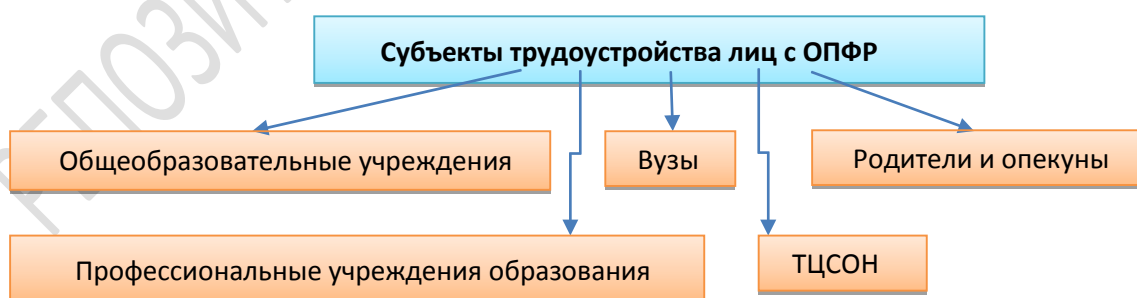 Субъекты трудоустройства лиц с ОПФР
Общеобразовательные учреждения
Вузы
Родители и опекуны
Профессиональные учреждения образования
ТЦСОН